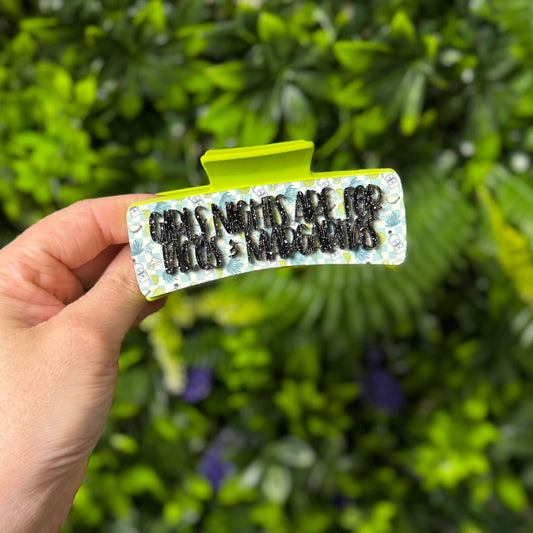 GIRLS NIGHTS ARE FOR
TACOS & MARGARITAS